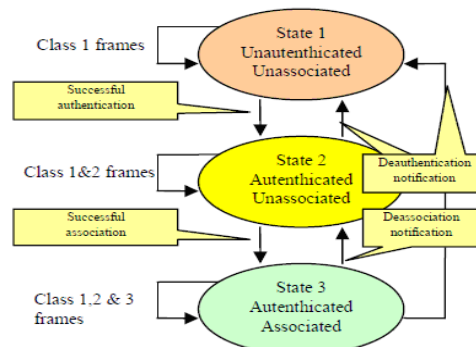 Class 1 frames
State 1
Unautenthicated
Unassociated
Successful
authentication
Class 1&2 frames
State 2
Autenthicated
Unassociated
Deauthentication
notification
Successful
association
Deassociation
notification
Class 1,2 & 3
frames
State 3
Autenthicated
Associated